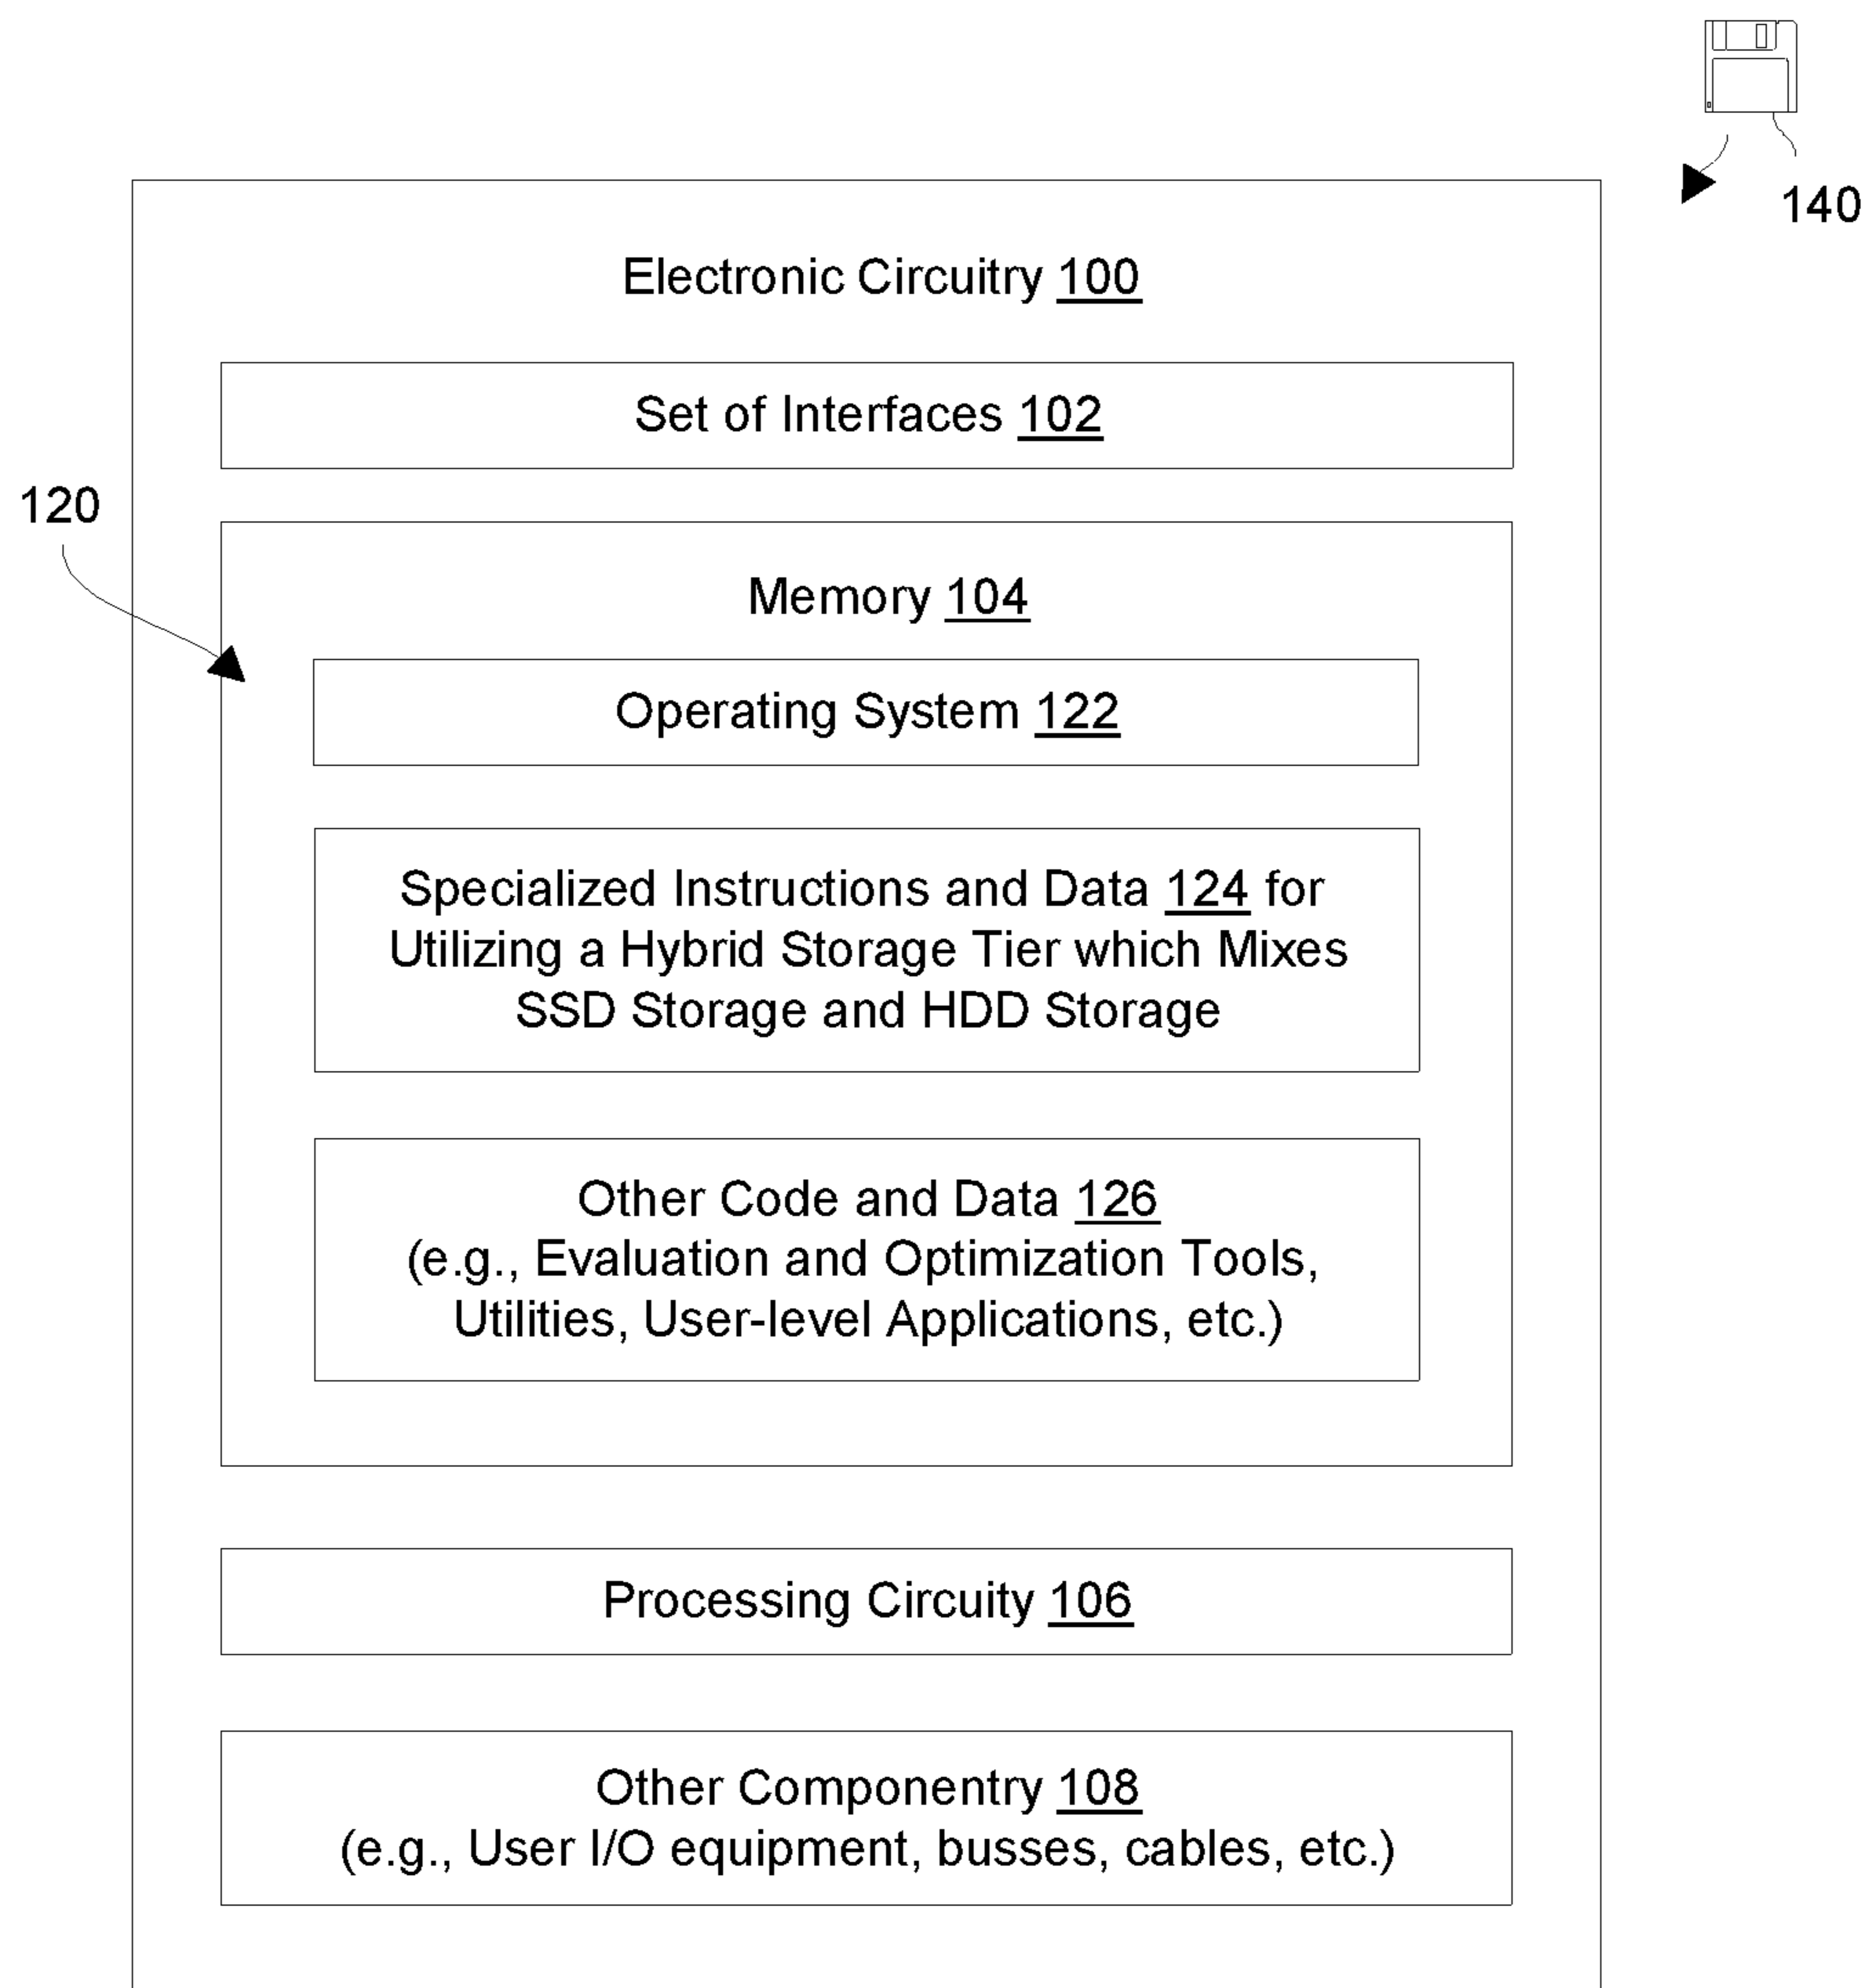 140
Electronic Circuitry 100
Set of Interfaces 102
120
Memory 104
Operating System 122
Specialized Instructions and Data 124 for
Utilizing a Hybrid Storage Tier which Mixes
SSD Storage and HDD Storage
Other Code and Data 126
(e.g., Evaluation and Optimization Tools,
Utilities, User-level Applications, etc.)
Processing Circuity 106
Other Componentry 108
(e.g., User I/O equipment, busses, cables, etc.)